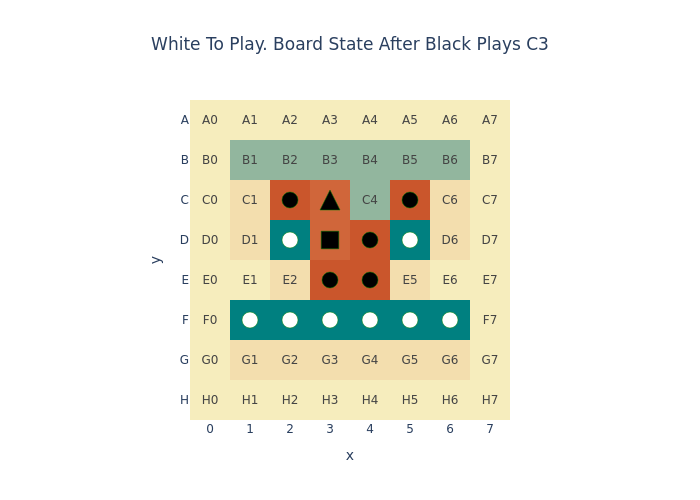 White To Play. Board State After Black Plays C3
A A0 A1 A2 A3 A4 A5 A6 A7
B B0 B1 B2 B3 B4 B5 B6 B7
C C0 C1 C4 C6 C7
D D0 D1 D6 D7
E E0 E1 E2 E5 E6 E7
F F0 F7
G G0 G1 G2 G3 G4 G5 G6 G7
H H0 H1 H2 H3 H4 H5 H6 H7
0 1 2 3 4 5 6 7
x
y